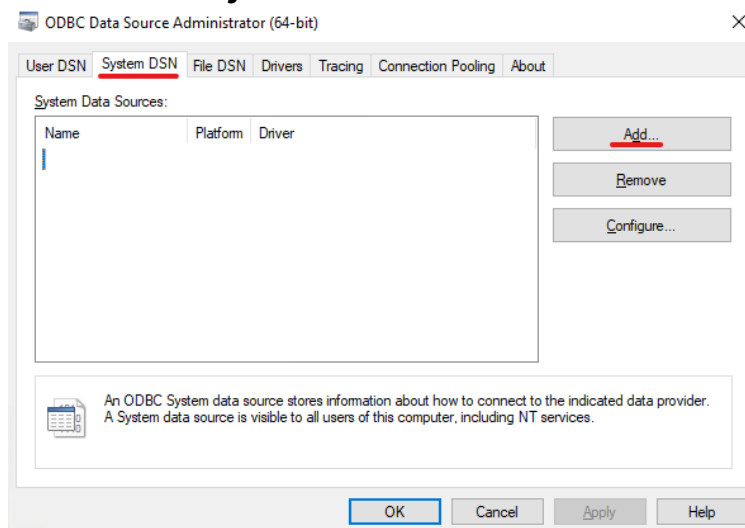 ODBC Data Source Administrator (64-bit)
User DSN System DSN File DSN Drivers Tracing Connection Pooling About
System Data Sources:
Name Platform Driver
Add...
Remove
Configure...
An ODBC System data source stores information about how to connect to the indicated data provider.
A System data source is visible to all users of this computer, including NT services.
OK Cancel Apply Help